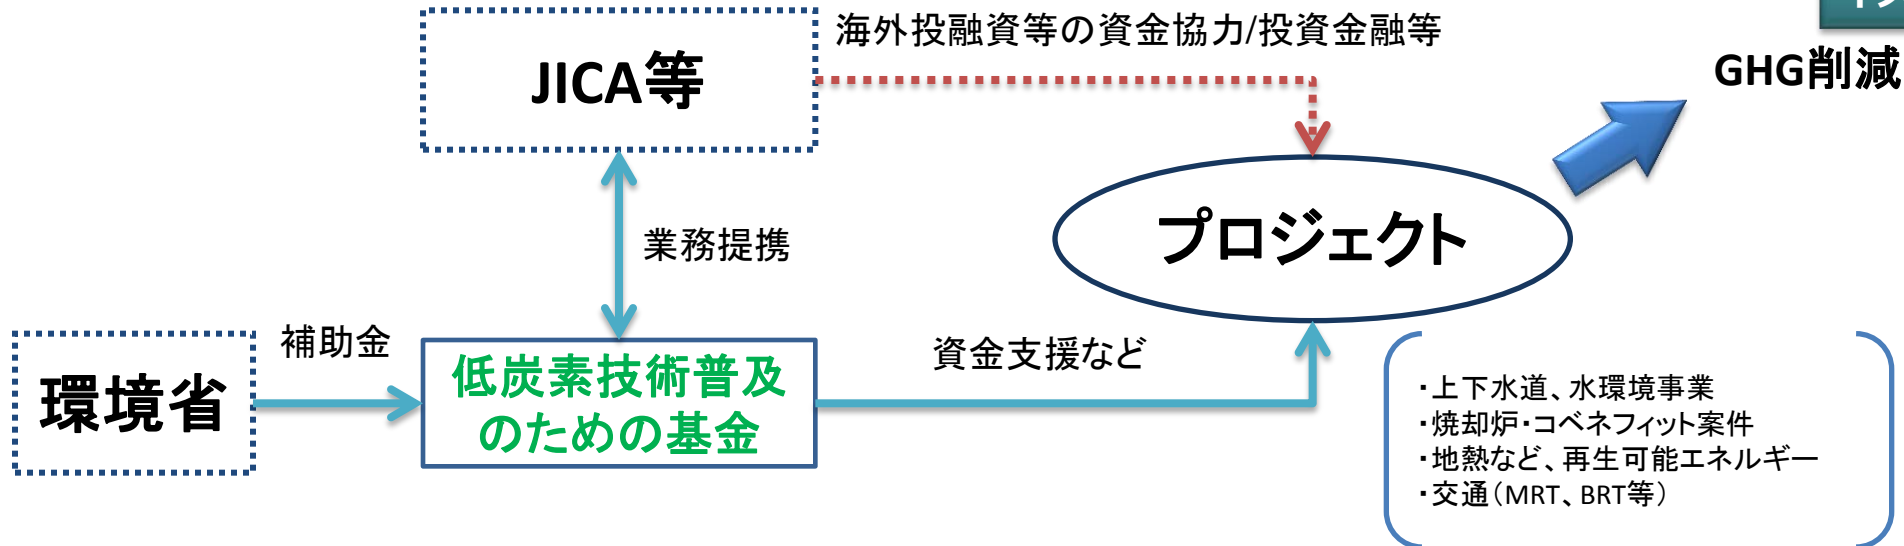 海外投融資等の資金協力/投資金融等
JICA等
GHG削減
業務提携
プロジェクト
補助金
環境省
低炭素技術普及
のための基金
資金支援など
・上下水道、水環境事業
・焼却炉・コベネフィット案件
・地熱など、再生可能エネルギー
・交通（MRT、BRT等）